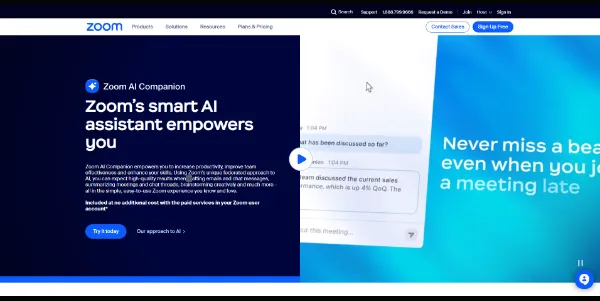 Search Support 1.888.799.9666 Request a Demo Join Host Sign In
zoom Products Solutions Resources Plans & Pricing Contact Sales Sign Up Free
Zoom AI Companion
Zoom's smart AI
assistant empowers
you
Zoom AI Companion empowers you to increase productivity, improve team
effectiveness and enhance your skills. Using Zoom's unique federated approach to
AI, you can expect high-quality results when drafting emails and chat messages,
summarizing meetings and chat threads, brainstorming creatively and much more -
all in the simple, ease-to-use Zoom experience you know and love.
Included at no additional cost with the paid services in your Zoom user
account*
Try it today Our approach to AI
1:04 PM
hat has been discussed so far?
1:04 PM
team discussed the current sales
ormance, which is up 4% QoQ. The
out this meeting...
Never miss a bea
even when you j
a meeting late